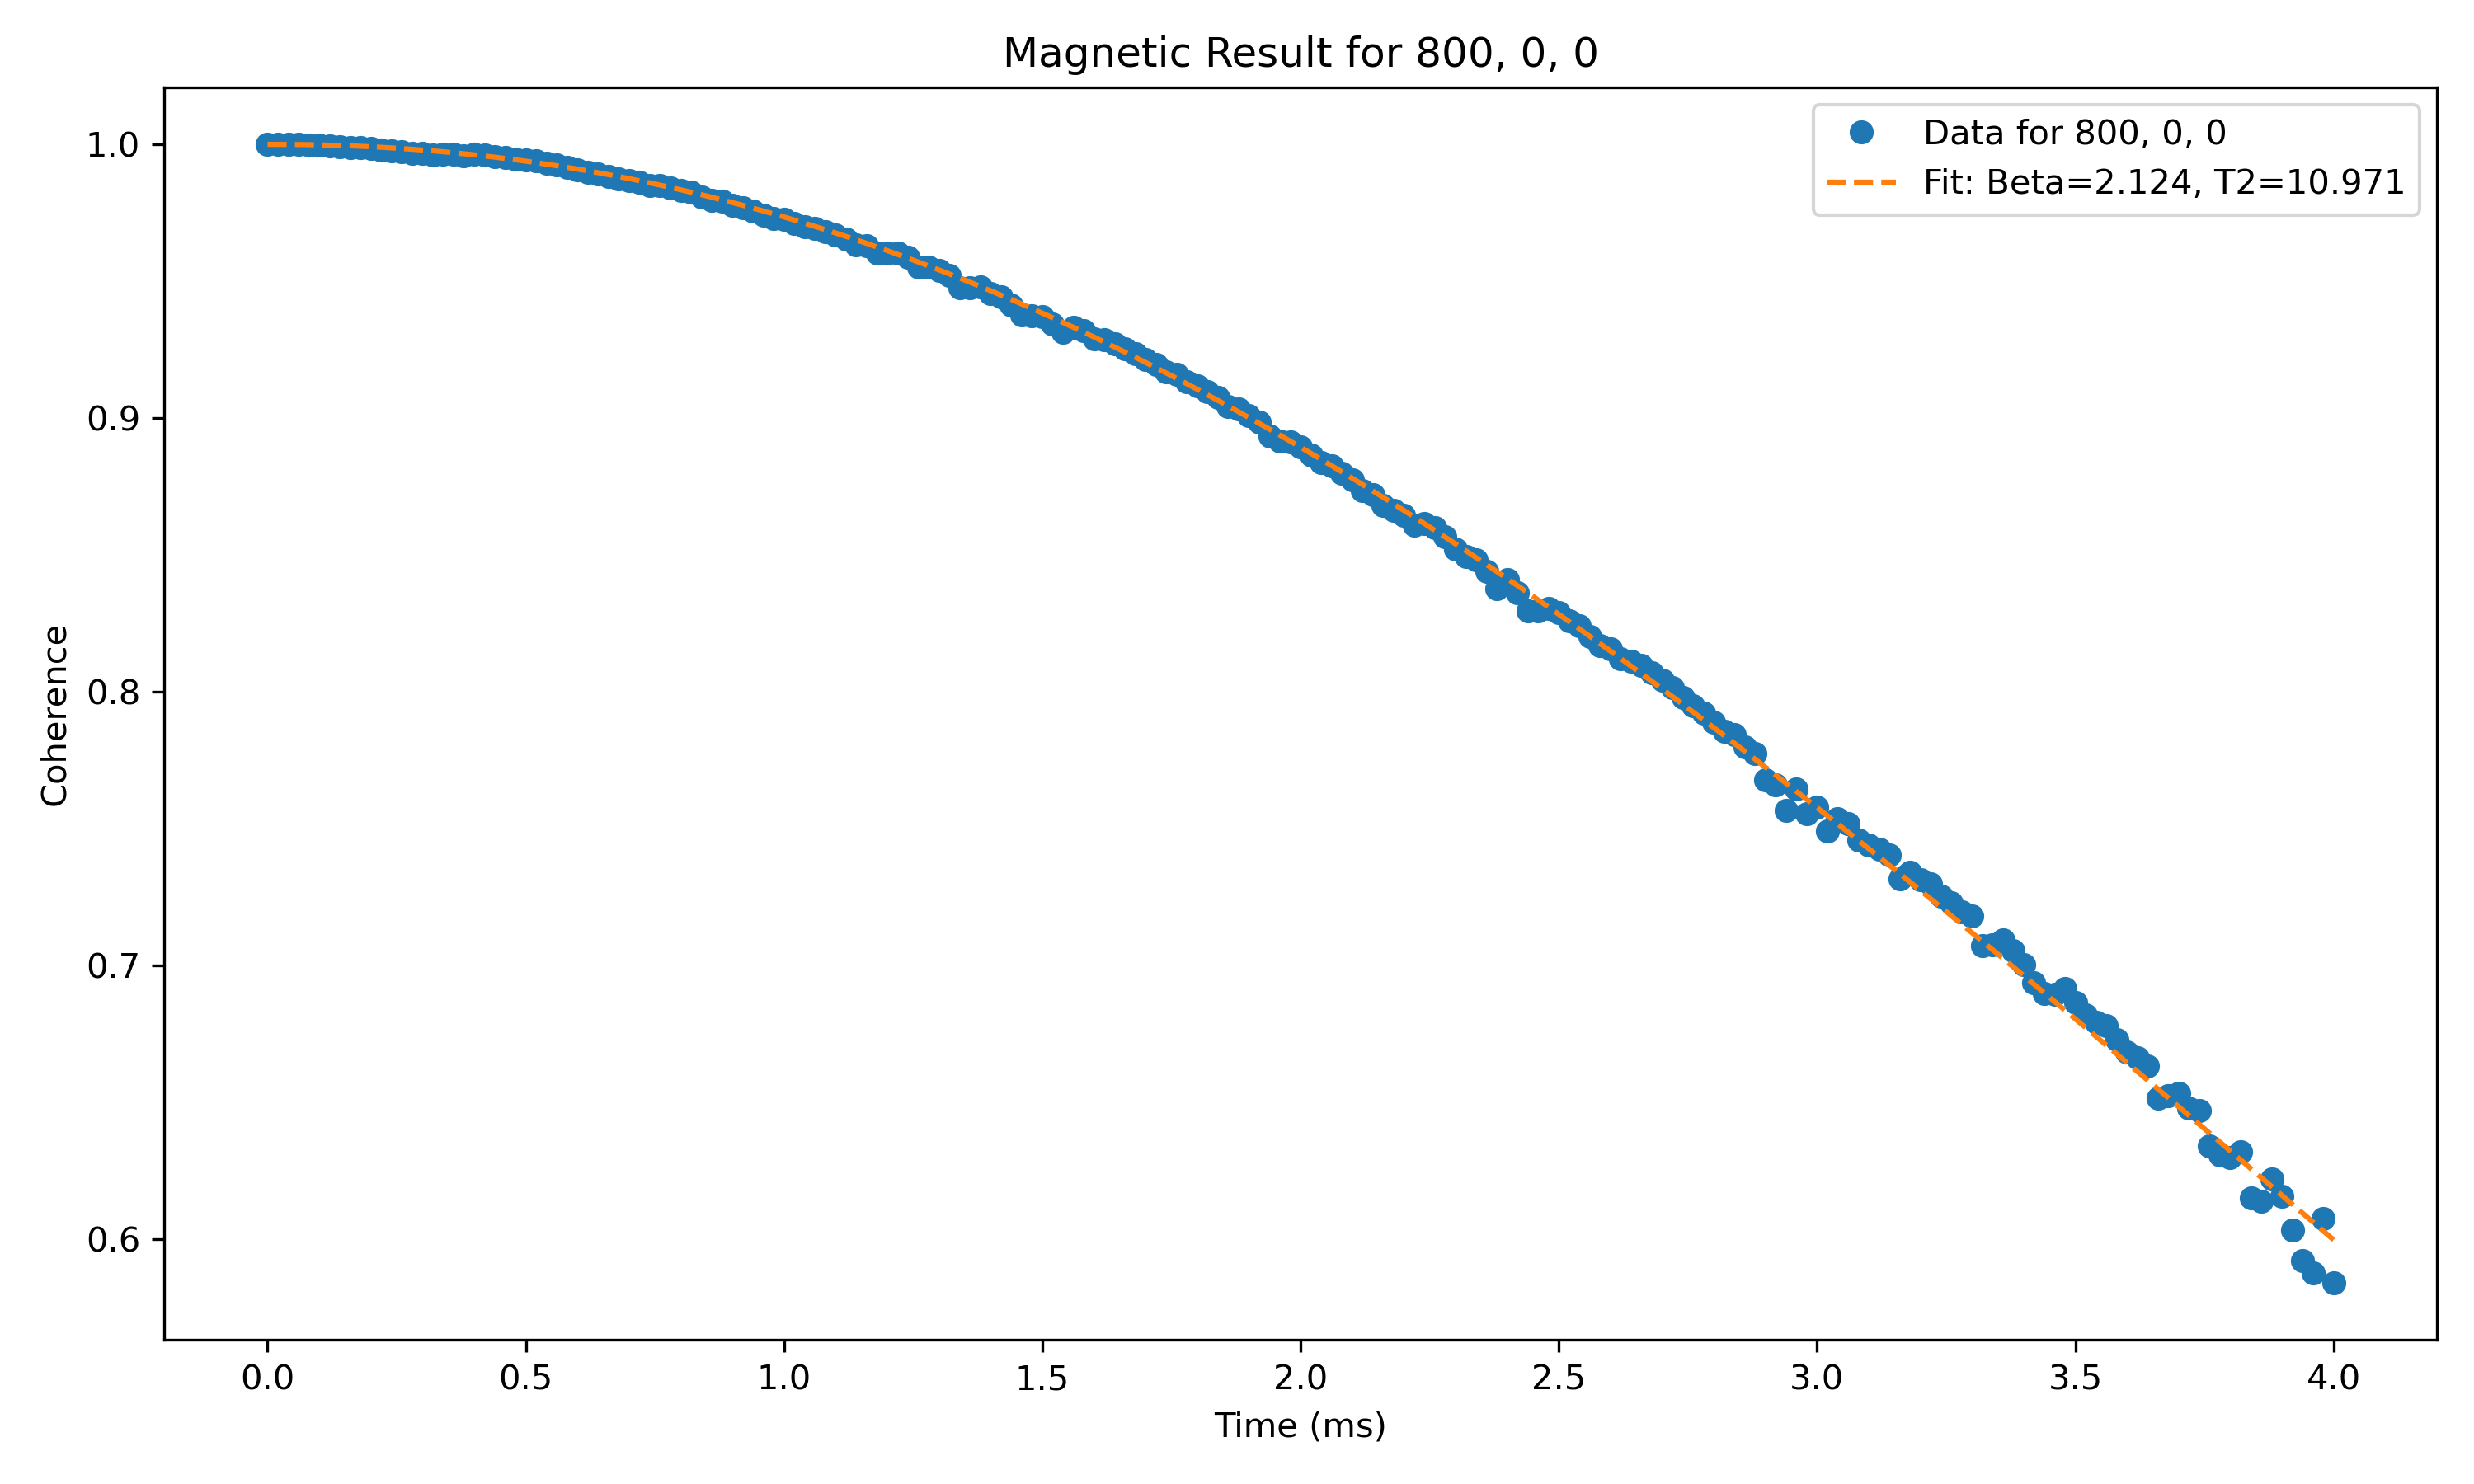 Magnetic Result for 800, 0, 0
Data for 800, 0, 0
Fit: Beta=2.124, T2=10.971
1.0
0.9
0.8
0.7
0.6
Coherence
0.0 0.5 1.0 1.5 2.0 2.5 3.0 3.5 4.0
Time (ms)